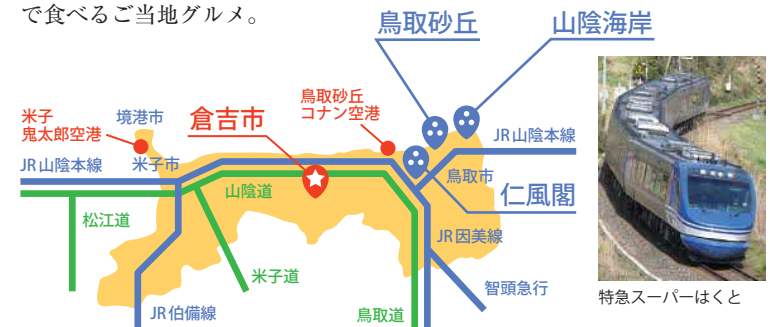 で食べるご当地グルメ。
鳥取砂丘
山陰海岸
米子
鬼太郎空港
境港市
倉吉市
鳥取砂丘
コナン空港
JR山陰本線
JR山陰本線
米子市
鳥取市
仁風閣
山陰道
松江道
JR因美線
米子道
智頭急行
JR伯備線
鳥取道
特急スーパーはくと